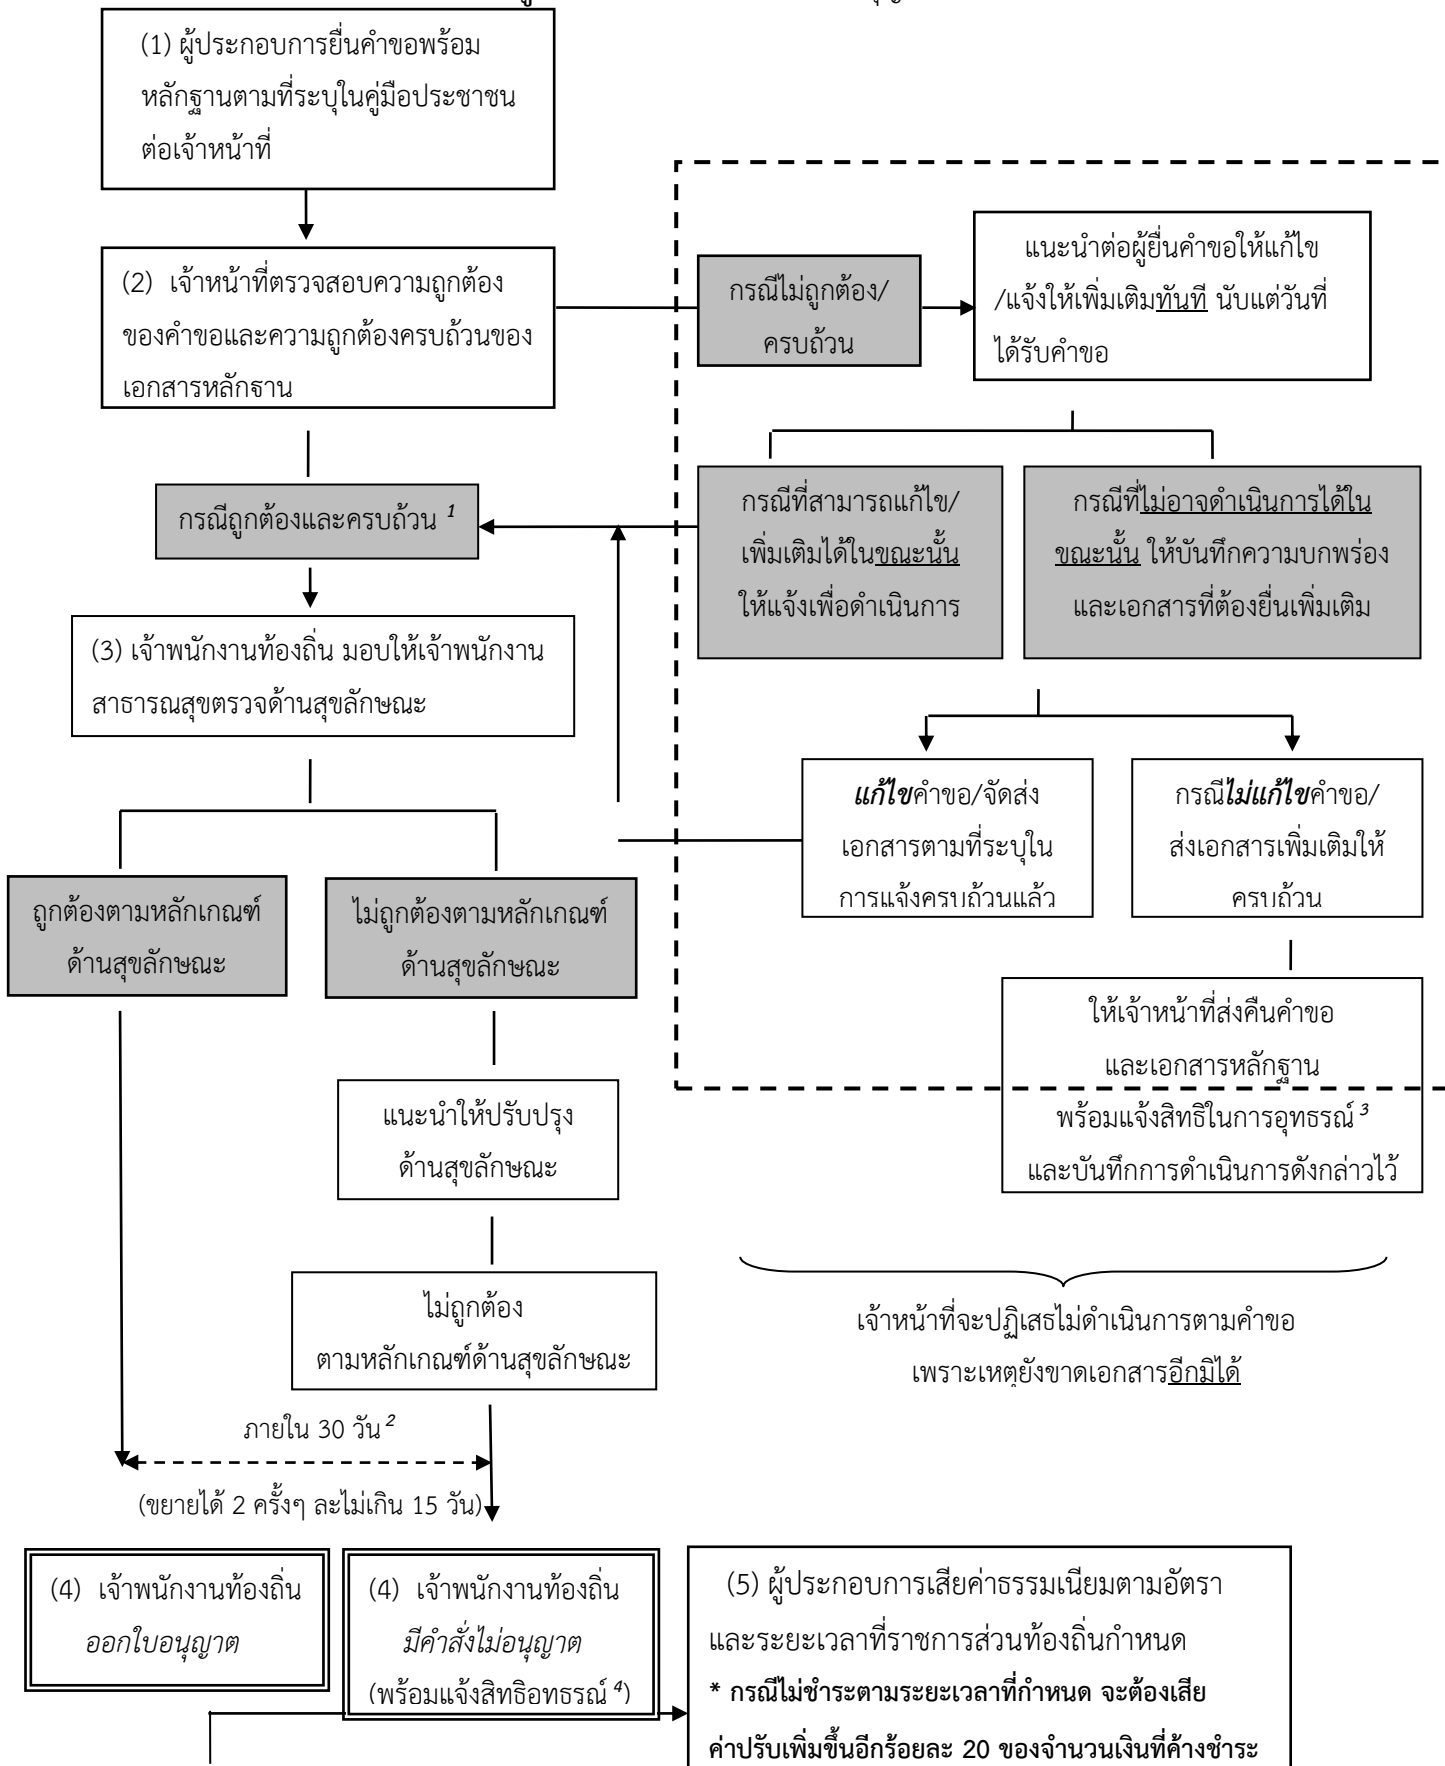 (1) ผู้ประกอบการยื่นคำขอพร้อม
หลักฐานตามที่ระบุในคู่มือประชาชน
ต่อเจ้าหน้าที่
(2) เจ้าหน้าที่ตรวจสอบความถูกต้อง
ของคำขอและความถูกต้องครบถ้วนของ
เอกสารหลักฐาน
กรณีไม่ถูกต้อง/
ครบถ้วน
แนะนำต่อผู้ยื่นคำขอให้แก้ไข
/แจ้งให้เพิ่มเติมทันที นับแต่วันที่
ได้รับคำขอ
กรณีถูกต้องและครบถ้วน 1
กรณีที่สามารถแก้ไข/
เพิ่มเติมได้ในขณะนั้น
ให้แจ้งเพื่อดำเนินการ
กรณีที่ไม่อาจดำเนินการได้ใน
ขณะนั้น ให้บันทึกความบกพร่อง
และเอกสารที่ต้องยื่นเพิ่มเติม
(3) เจ้าพนักงานท้องถิ่น มอบให้เจ้าพนักงาน
สาธารณสุขตรวจด้านสุขลักษณะ
แก้ไขคำขอ/จัดส่ง
เอกสารตามที่ระบุใน
การแจ้งครบถ้วนแล้ว
กรณีไม่แก้ไขคำขอ/
ส่งเอกสารเพิ่มเติมให้
ครบถ้วน
ถูกต้องตามหลักเกณฑ์
ด้านสุขลักษณะ
ไม่ถูกต้องตามหลักเกณฑ์
ด้านสุขลักษณะ
ให้เจ้าหน้าที่ส่งคืนคำขอ
และเอกสารหลักฐาน
พร้อมแจ้งสิทธิในการอุทธรณ์ 3
และบันทึกการดำเนินการดังกล่าวไว้
แนะนำให้ปรับปรุง
ด้านสุขลักษณะ
ไม่ถูกต้อง
ตามหลักเกณฑ์ด้านสุขลักษณะ
เจ้าหน้าที่จะปฏิเสธไม่ดำเนินการตามคำขอ
เพราะเหตุยังขาดเอกสารอีกมิได้
ภายใน 30 วัน 2
(ขยายได้ 2 ครั้งๆ ละไม่เกิน 15 วัน)
(4) เจ้าพนักงานท้องถิ่น
ออกใบอนุญาต
(4) เจ้าพนักงานท้องถิ่น
มีคำสั่งไม่อนุญาต
(พร้อมแจ้งสิทธิอุทธรณ์ 4)
(5) ผู้ประกอบการเสียค่าธรรมเนียมตามอัตรา
และระยะเวลาที่ราชการส่วนท้องถิ่นกำหนด
* กรณีไม่ชำระตามระยะเวลาที่กำหนด จะต้องเสีย
ค่าปรับเพิ่มขึ้นอีกร้อยละ 20 ของจำนวนเงินที่ค้างชำระ